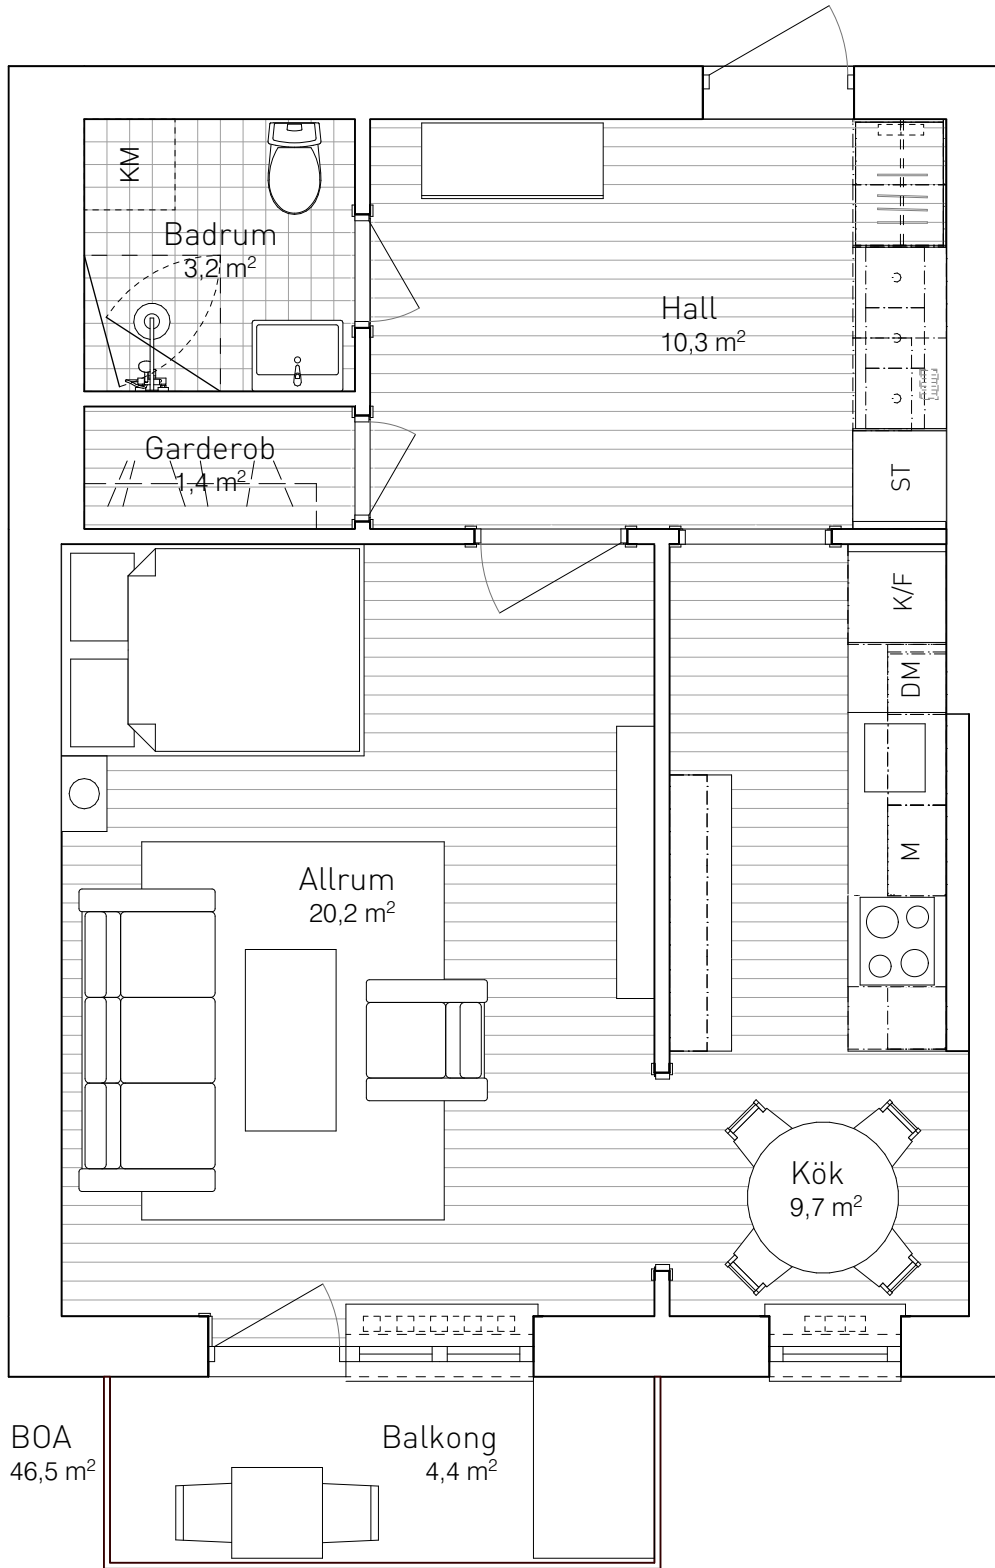 KM
Badrum
3,2 m²
Hall
10,3 m²
Garderob
1,4 m²
ST
K/F
DM
M
Allrum
20,2 m²
Kök
9,7 m²
BOA
46,5 m²
Balkong
4,4 m²